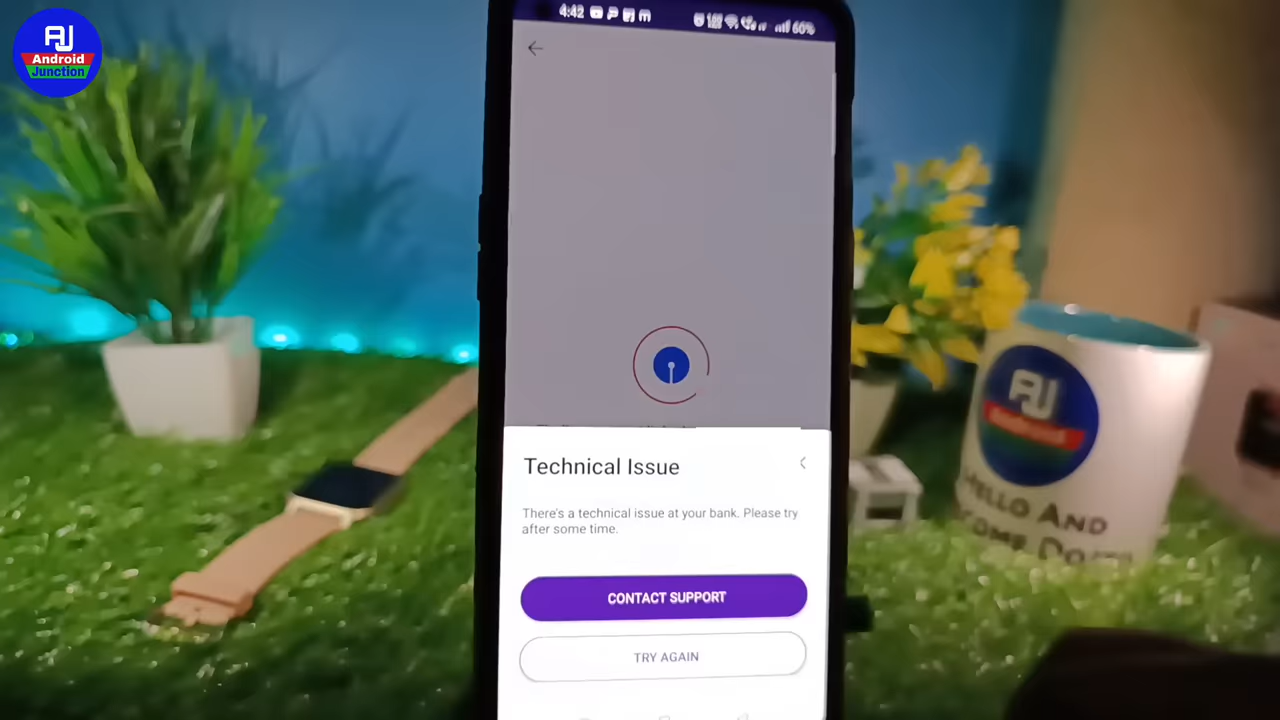 AJ
Android
Junction
4:42
60%
Technical Issue
There's a technical issue at your bank. Please try
after some time.
CONTACT SUPPORT
TRY AGAIN
AJ
Android
HELLO AND